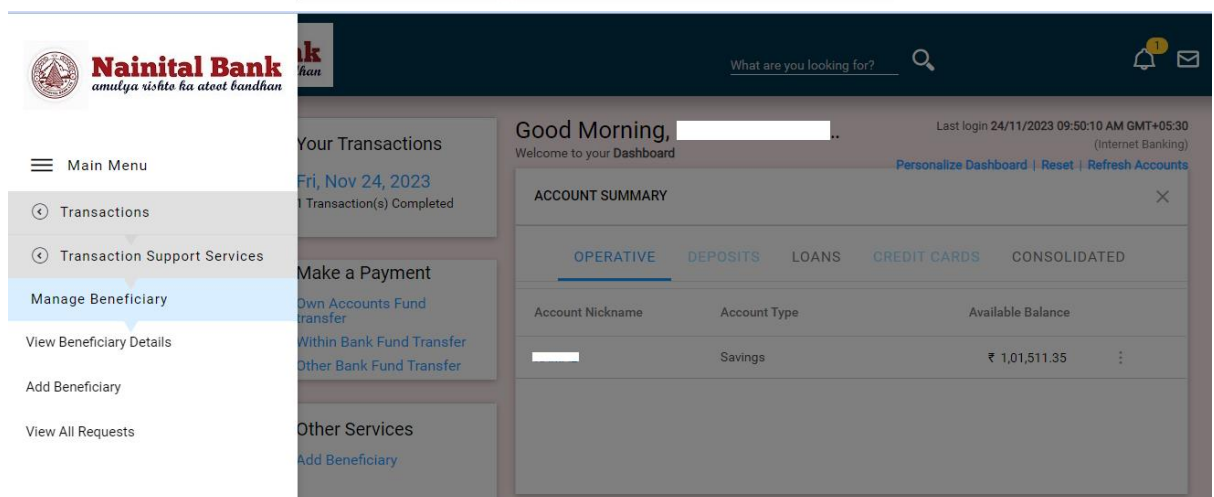 Nainital Bank
amulya rishto ka atoot bandhan
Main Menu
Transactions
Transaction Support Services
Manage Beneficiary
View Beneficiary Details
Add Beneficiary
View All Requests
What are you looking for?
1
Your Transactions
Fri, Nov 24, 2023
1 Transaction(s) Completed
Make a Payment
Own Accounts Fund
transfer
Within Bank Fund Transfer
Other Bank Fund Transfer
Other Services
Add Beneficiary
Good Morning, ..
Welcome to your Dashboard
Last login 24/11/2023 09:50:10 AM GMT+05:30
(Internet Banking)
Personalize Dashboard | Reset | Refresh Accounts
ACCOUNT SUMMARY
OPERATIVE DEPOSITS LOANS CREDIT CARDS CONSOLIDATED
Account Nickname Account Type Available Balance
Savings ₹ 1,01,511.35